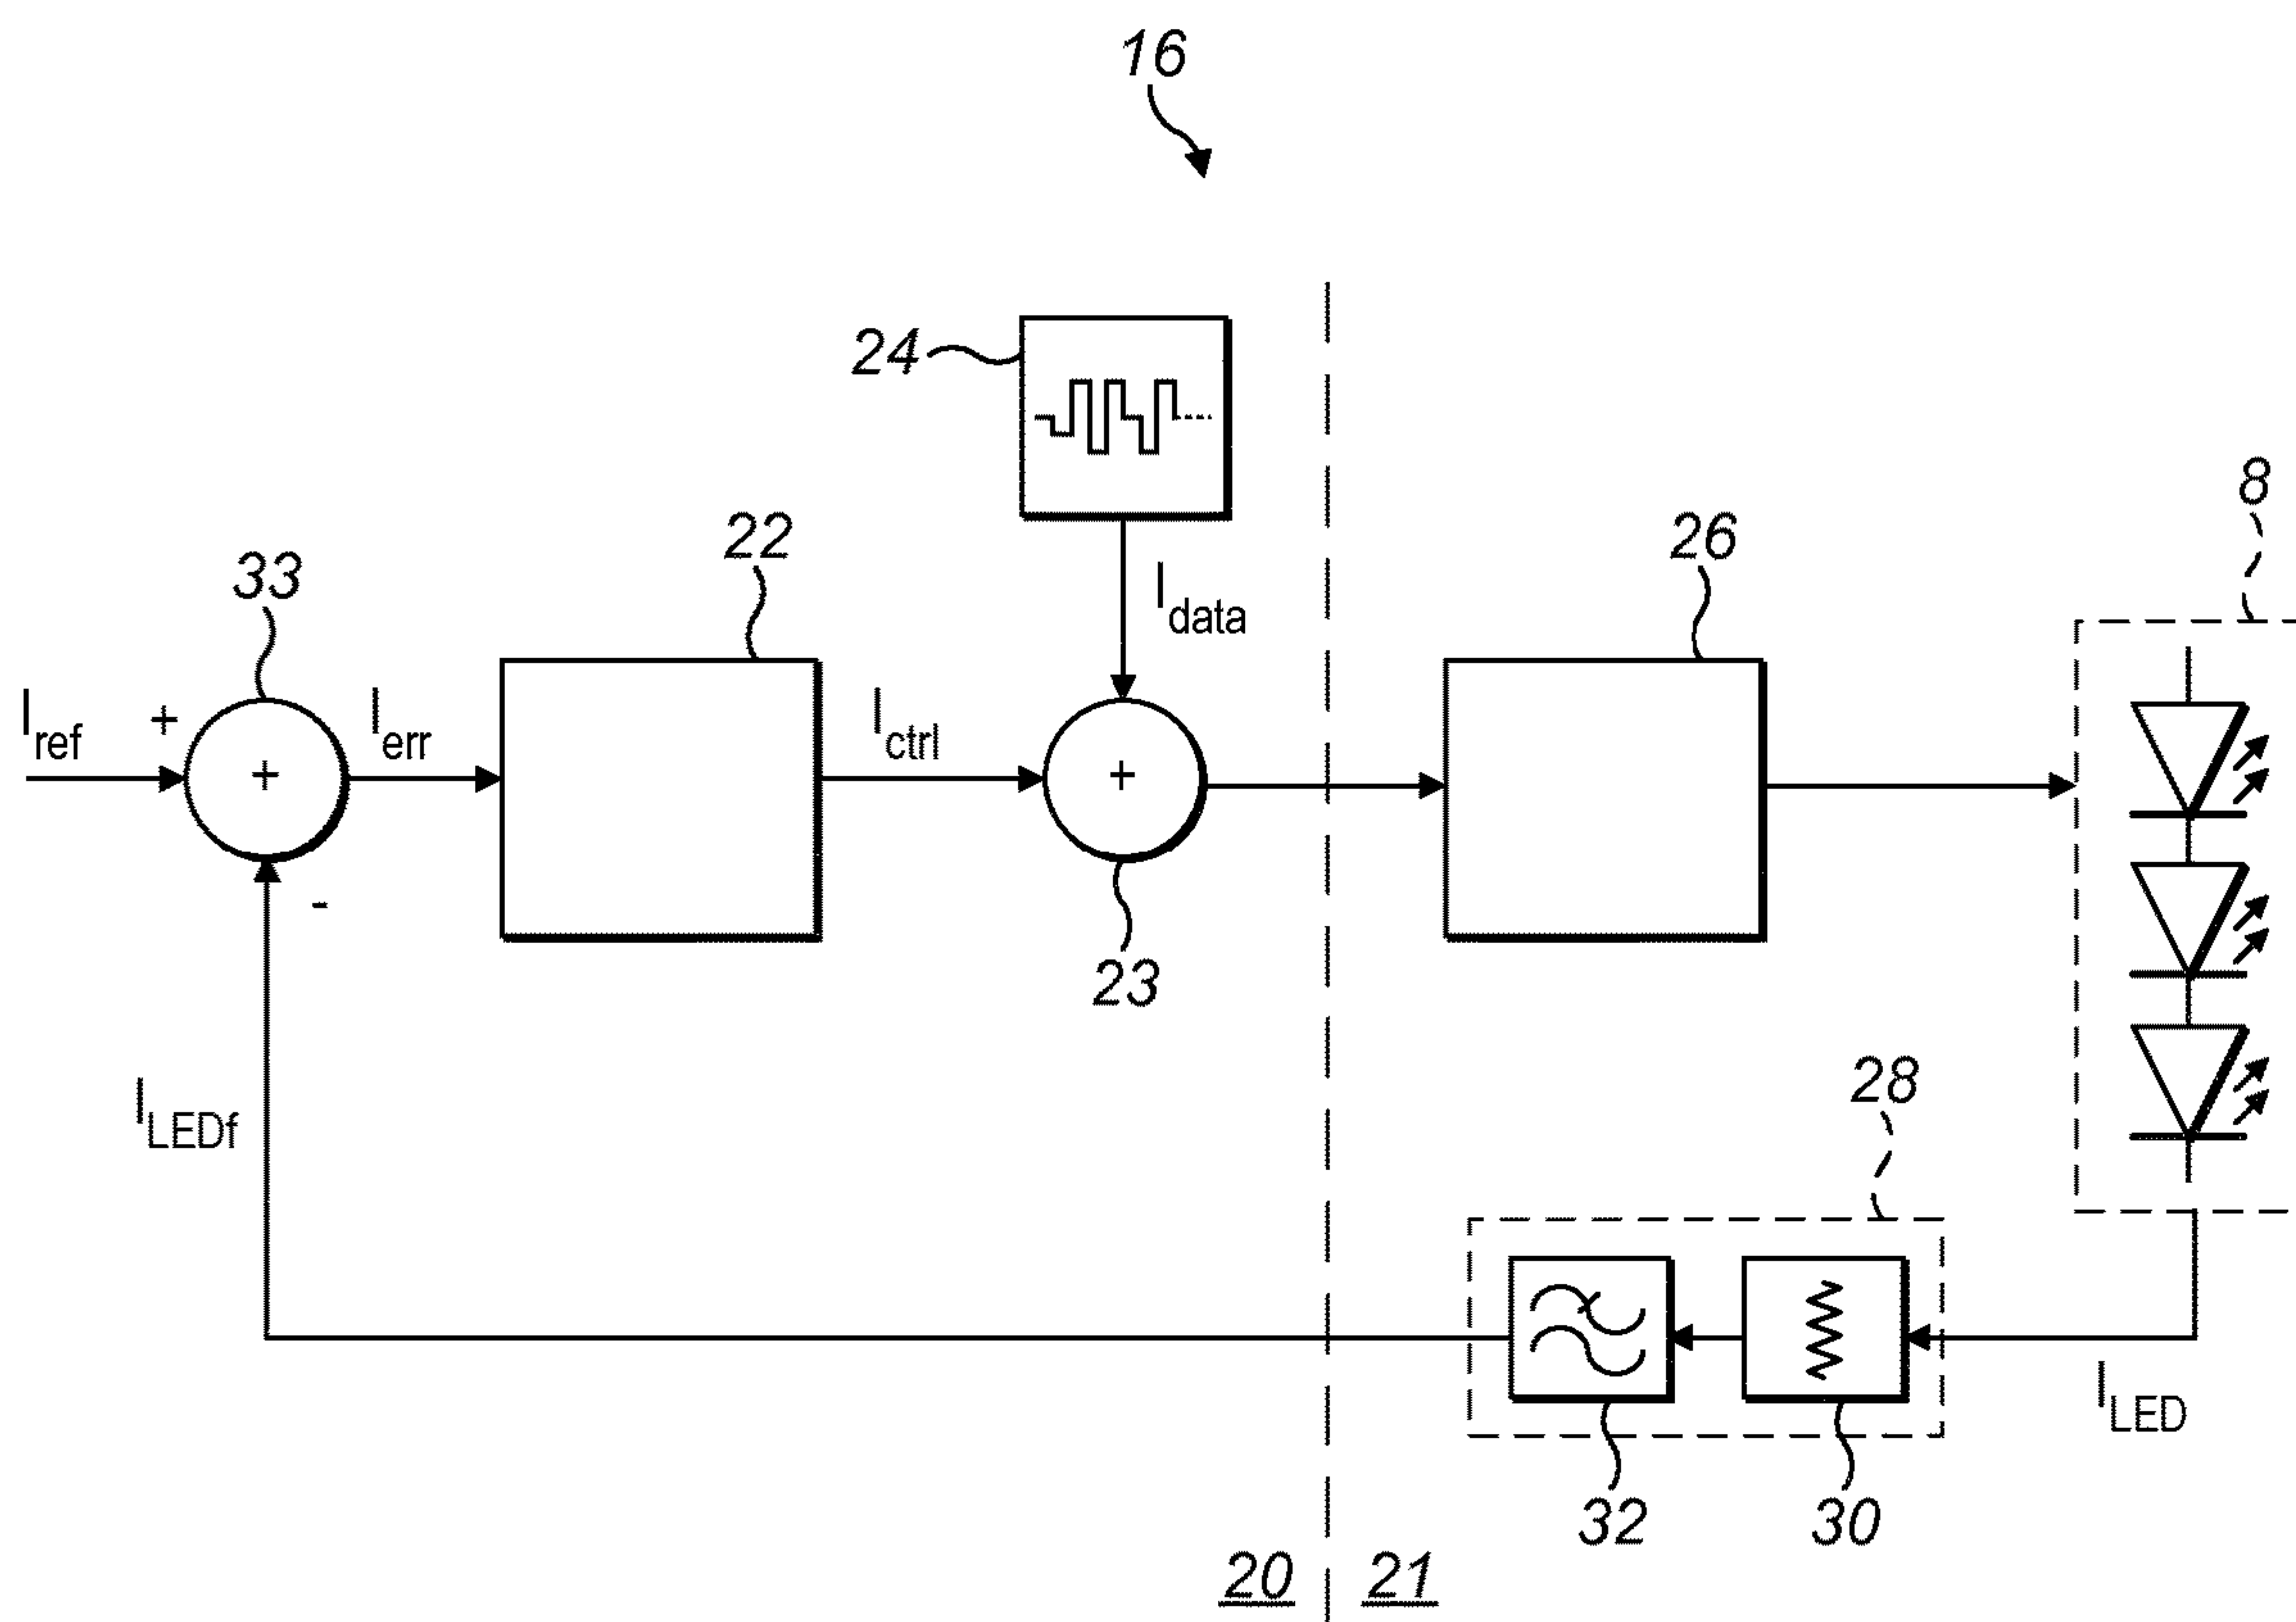 16
24
8
22
26
33
I_data
I_ref
+
I_err
I_ctrl
+
+
-
23
28
I_LEDf
I_LED
32
30
20
21